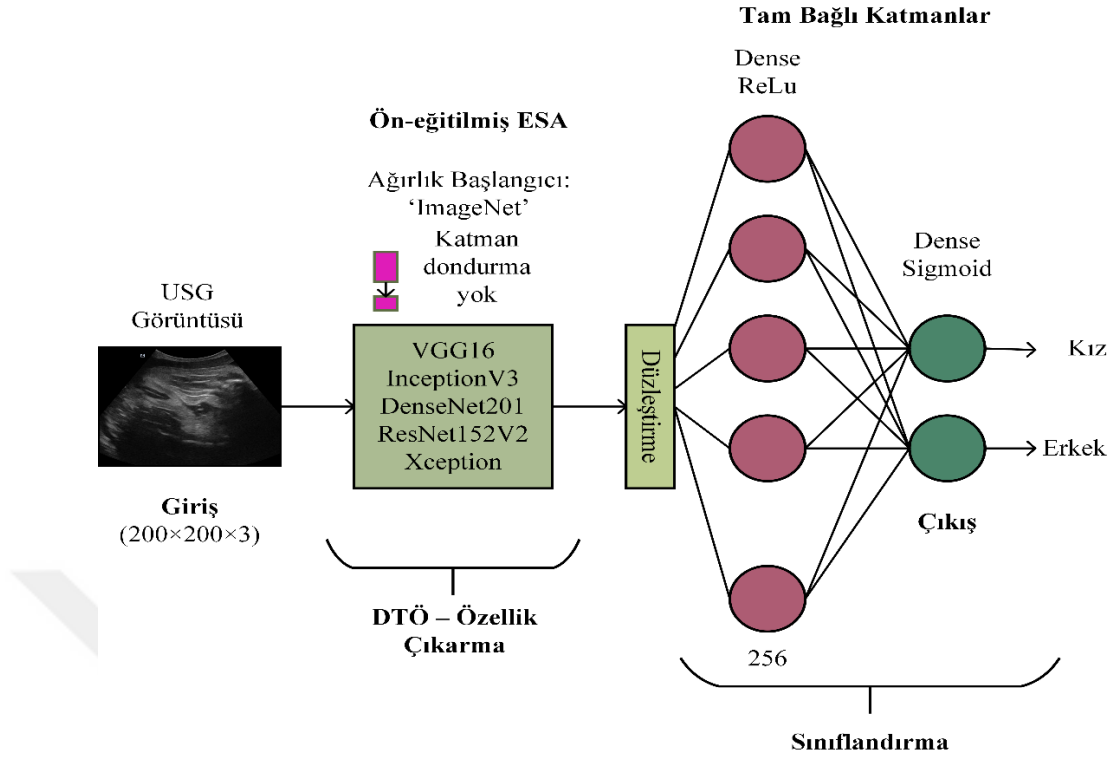 Tam Bağlı Katmanlar
Dense
ReLu
Ön-eğitilmiş ESA
Ağırlık Başlangıcı:
‘ImageNet’
Katman
dondurma
yok
USG
Görüntüsü
Giriş
(200×200×3)
VGG16
InceptionV3
DenseNet201
ResNet152V2
Xception
DTÖ – Özellik
Çıkarma
Düzleştirme
256
Dense
Sigmoid
Kız
Erkek
Çıkış
Sınıflandırma